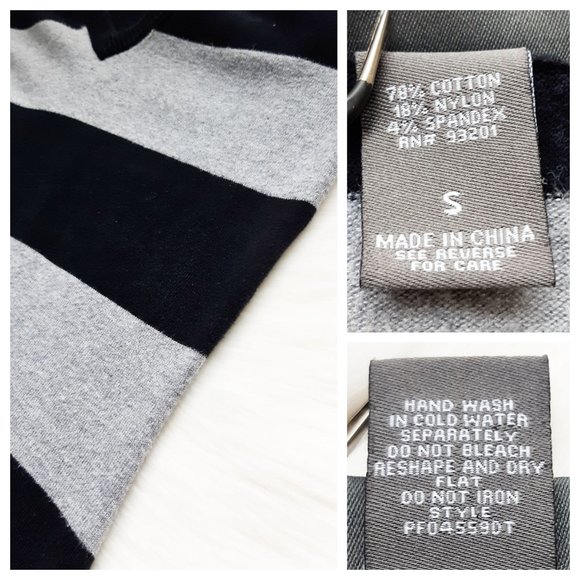 78% COTTON
18% NYLON
4% SPANDEX
RN# 93201
S
MADE IN CHINA
SEE REVERSE
FOR CARE
HAND WASH
IN COLD WATER
SEPARATELY
DO NOT BLEACH
RESHAPE AND DRY
FLAT
DO NOT IRON
STYLE
PF04559DT